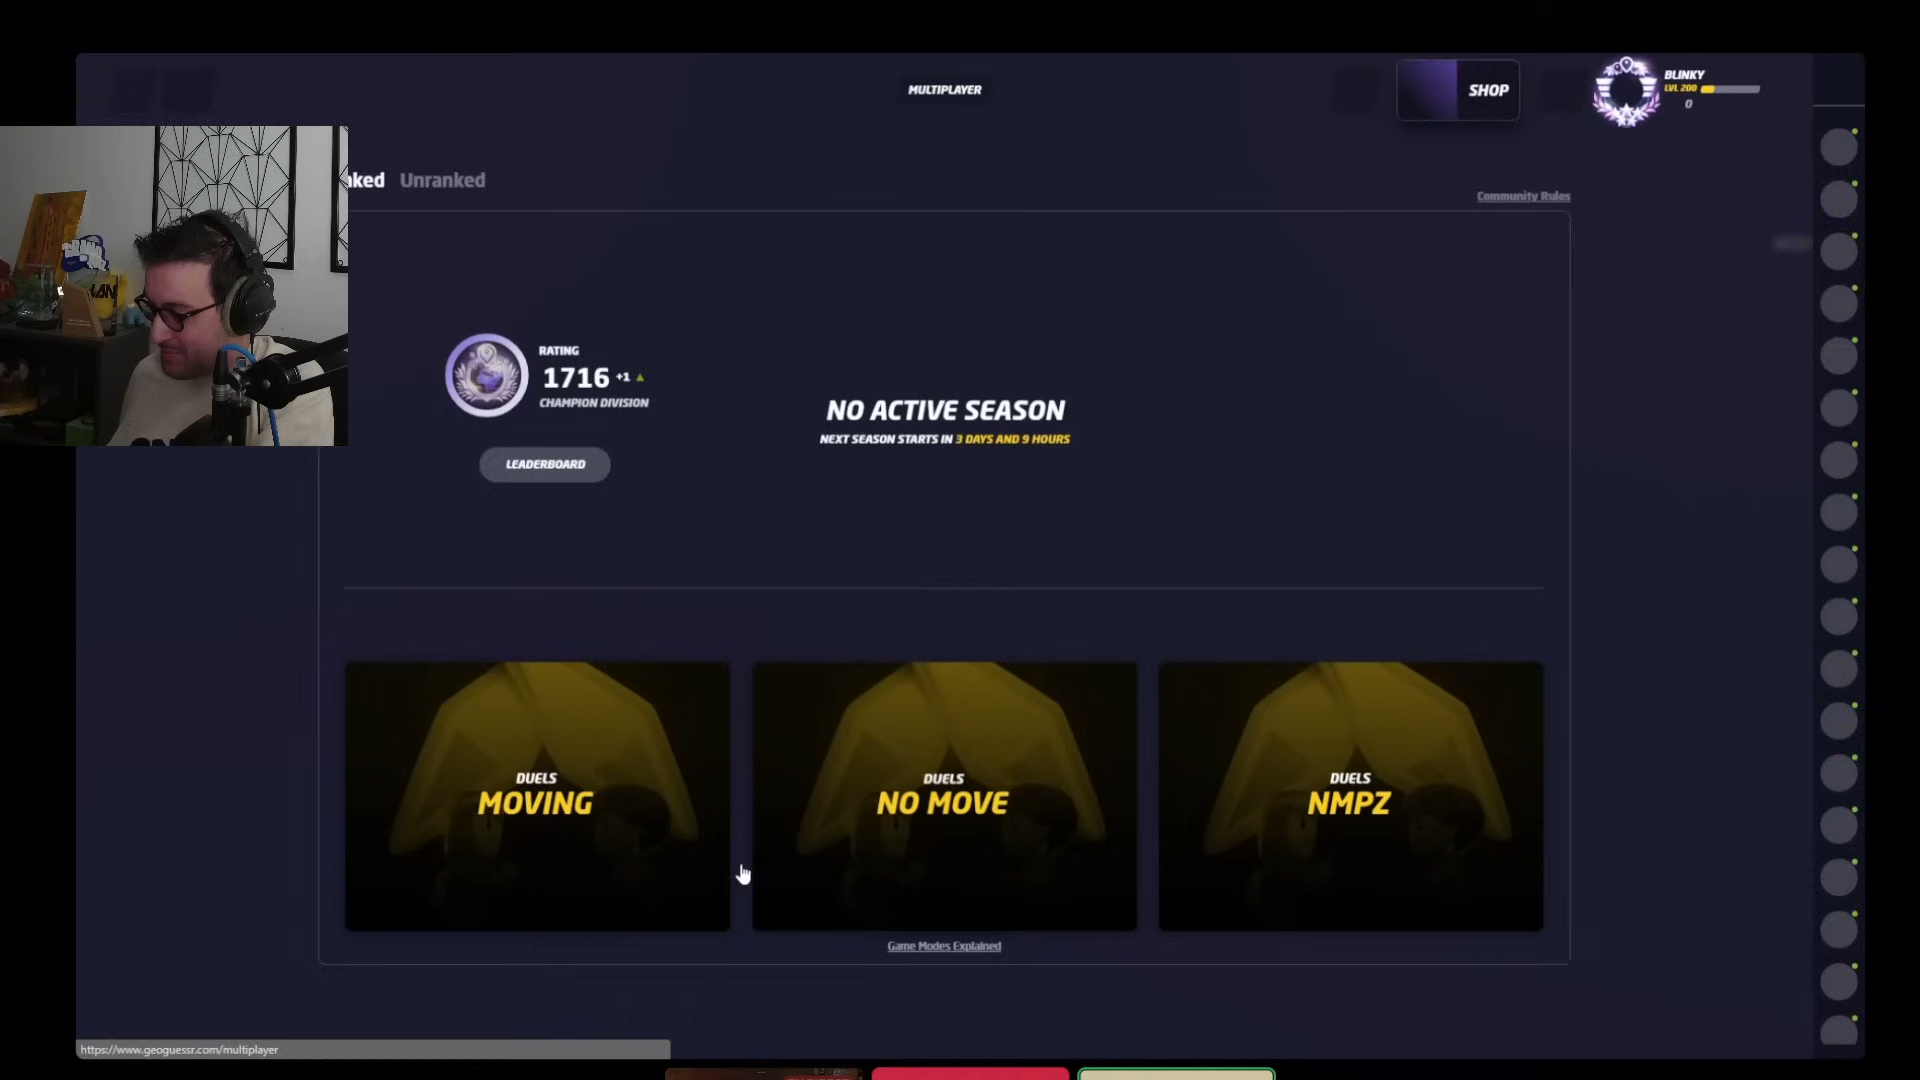 MULTIPLAYER
SHOP
BLINKY
LVL 200
0
nked Unranked
Community Rules
RATING
1716 +1
CHAMPION DIVISION
LEADERBOARD
NO ACTIVE SEASON
NEXT SEASON STARTS IN 3 DAYS AND 9 HOURS
DUELS
MOVING
DUELS
NO MOVE
DUELS
NMPZ
Game Modes Explained
https://www.geoguessr.com/multiplayer